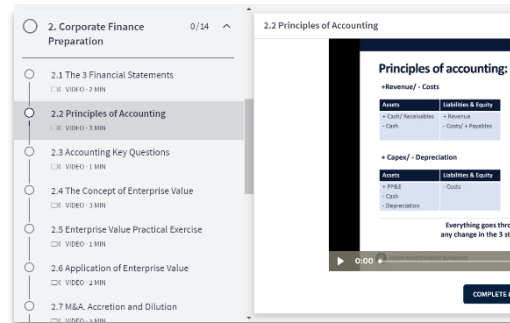 2. Corporate Finance
Preparation
0/14
2.1 The 3 Financial Statements
VIDEO - 2 MIN
2.2 Principles of Accounting
VIDEO - 3 MIN
2.3 Accounting Key Questions
VIDEO - 1 MIN
2.4 The Concept of Enterprise Value
VIDEO - 3 MIN
2.5 Enterprise Value Practical Exercise
VIDEO - 1 MIN
2.6 Application of Enterprise Value
VIDEO - 2 MIN
2.7 M&A. Accretion and Dilution
VIDEO - 3 MIN
2.2 Principles of Accounting
Principles of accounting:
+Revenue/ - Costs
Assets Liabilities & Equity
+ Cash/ Receivables + Revenue
- Cash - Costs/ + Payables
+ Capex/ - Depreciation
Assets Liabilities & Equity
+ PP&E - Costs
- Cash
- Depreciation
Everything goes thro
any change in the 3 st
INVESTMENT BANKING
0:00
COMPLETE